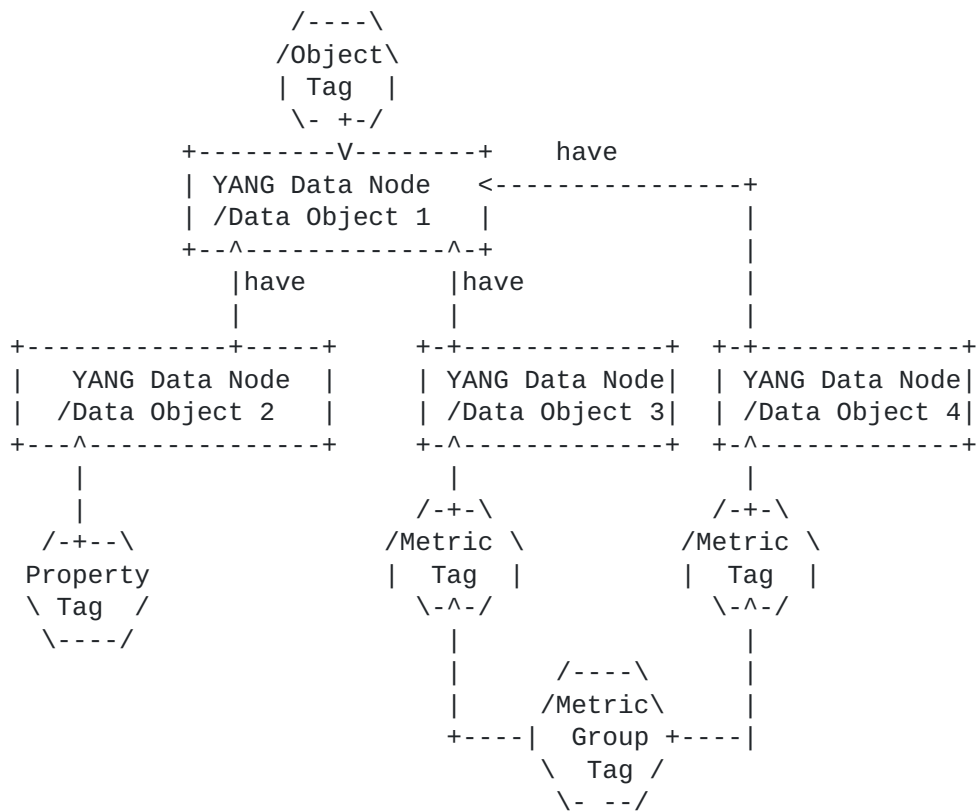 Object
Tag
have
YANG Data Node
/Data Object 1
have have
YANG Data Node YANG Data Node YANG Data Node
/Data Object 2 /Data Object 3 /Data Object 4
Metric Metric
Property Tag Tag
Tag
Metric
Group
Tag